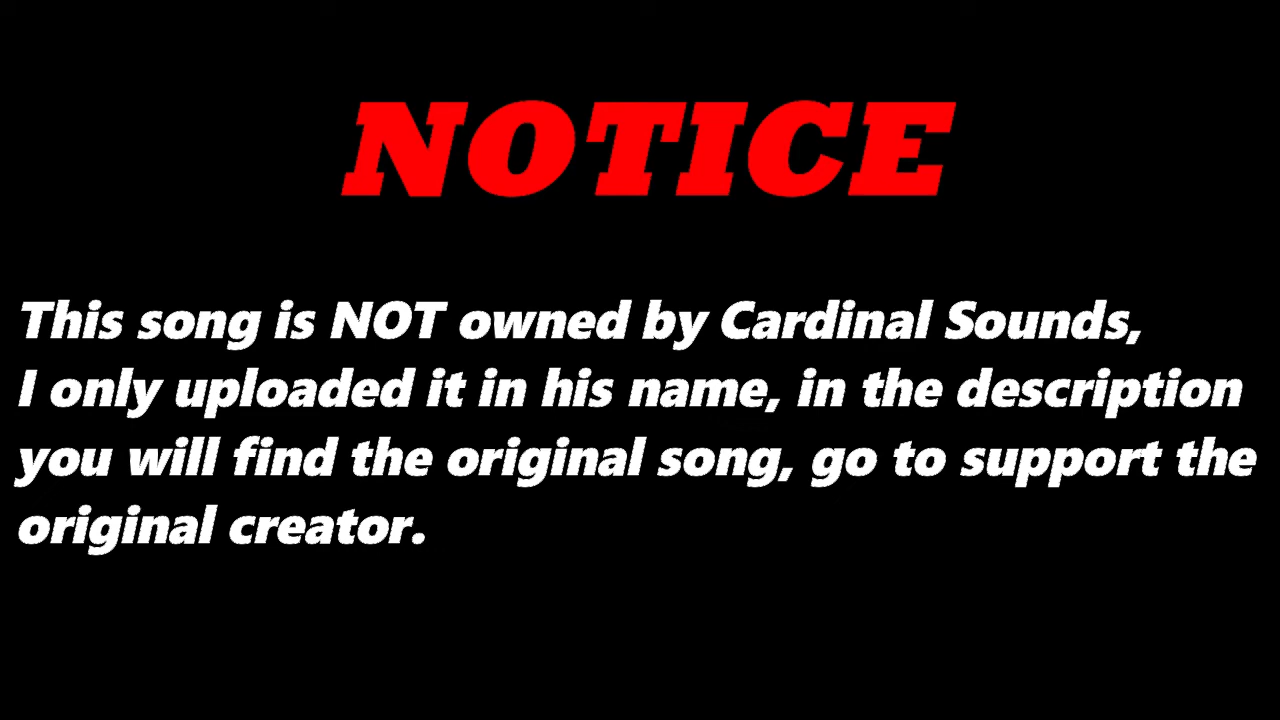 NOTICE
This song is NOT owned by Cardinal Sounds,
I only uploaded it in his name, in the description
you will find the original song, go to support the
original creator.